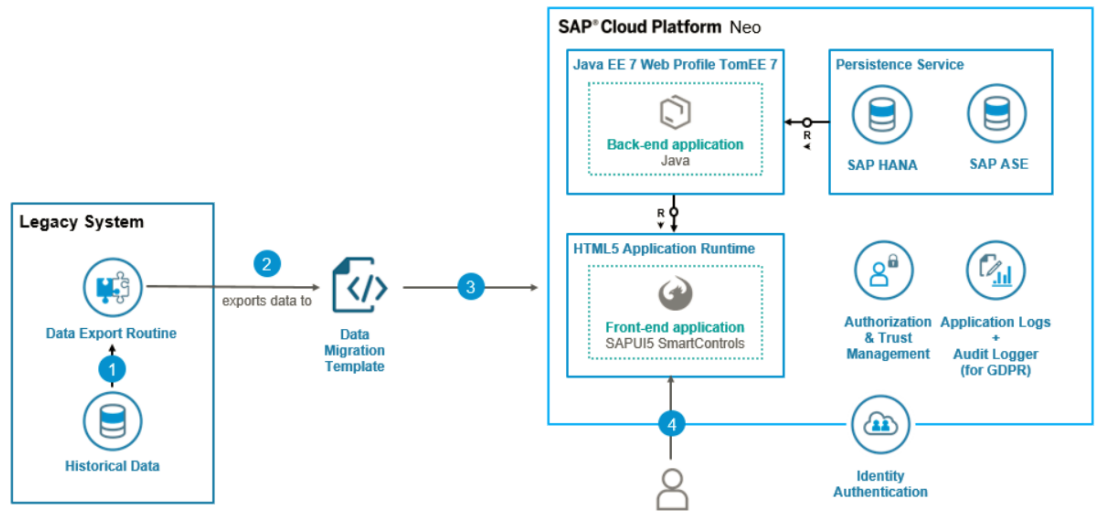 SAP® Cloud Platform Neo
Java EE 7 Web Profile TomEE 7
Back-end application
Java
Persistence Service
SAP HANA
SAP ASE
R
R
HTML5 Application Runtime
Front-end application
SAPUI5 SmartControls
Authorization
& Trust
Management
Application Logs
+
Audit Logger
(for GDPR)
Identity
Authentication
Legacy System
Data Export Routine
1
Historical Data
2
exports data to
Data
Migration
Template
3
4